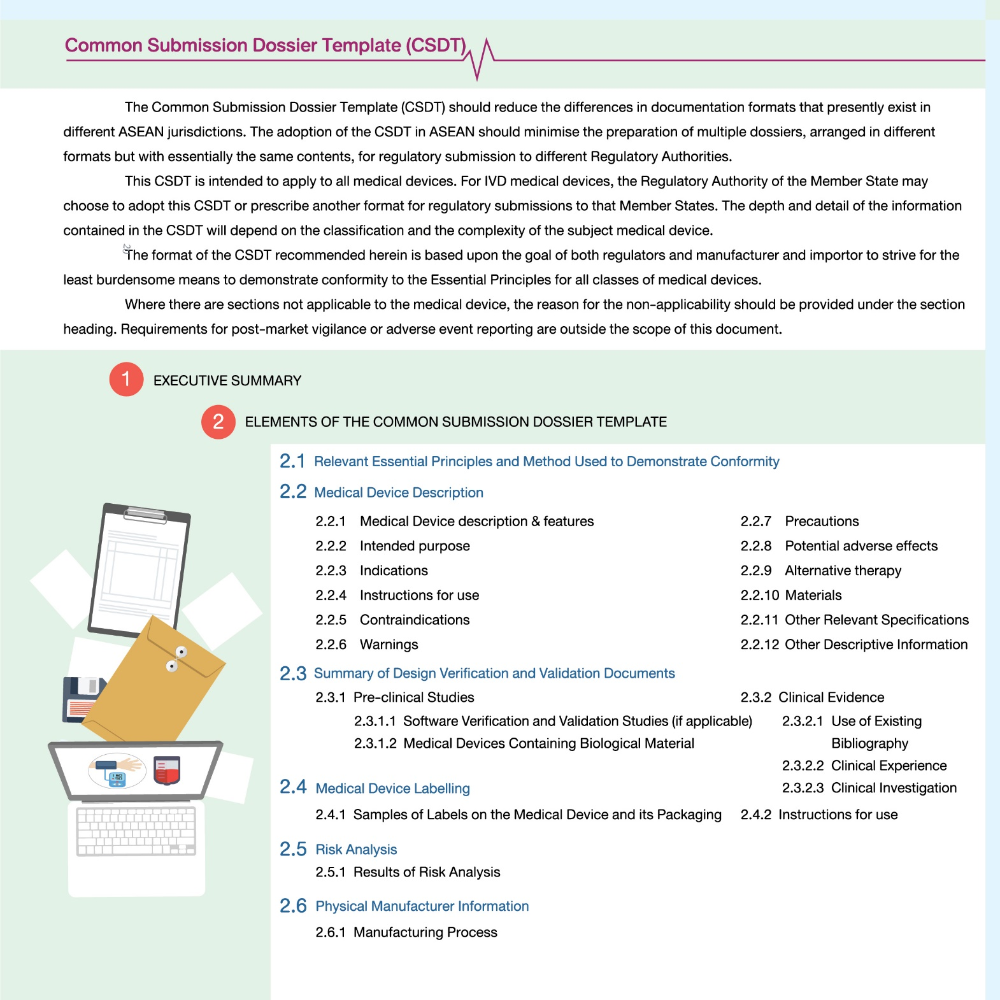 Common Submission Dossier Template (CSDT)
The Common Submission Dossier Template (CSDT) should reduce the differences in documentation formats that presently exist in
different ASEAN jurisdictions. The adoption of the CSDT in ASEAN should minimise the preparation of multiple dossiers, arranged in different
formats but with essentially the same contents, for regulatory submission to different Regulatory Authorities.
This CSDT is intended to apply to all medical devices. For IVD medical devices, the Regulatory Authority of the Member State may
choose to adopt this CSDT or prescribe another format for regulatory submissions to that Member States. The depth and detail of the information
contained in the CSDT will depend on the classification and the complexity of the subject medical device.
20
The format of the CSDT recommended herein is based upon the goal of both regulators and manufacturer and importor to strive for the
least burdensome means to demonstrate conformity to the Essential Principles for all classes of medical devices.
Where there are sections not applicable to the medical device, the reason for the non-applicability should be provided under the section
heading. Requirements for post-market vigilance or adverse event reporting are outside the scope of this document.
1 EXECUTIVE SUMMARY
2 ELEMENTS OF THE COMMON SUBMISSION DOSSIER TEMPLATE
2.1 Relevant Essential Principles and Method Used to Demonstrate Conformity
2.2 Medical Device Description
2.2.1 Medical Device description & features
2.2.2 Intended purpose
2.2.3 Indications
2.2.4 Instructions for use
2.2.5 Contraindications
2.2.6 Warnings
2.2.7 Precautions
2.2.8 Potential adverse effects
2.2.9 Alternative therapy
2.2.10 Materials
2.2.11 Other Relevant Specifications
2.2.12 Other Descriptive Information
2.3 Summary of Design Verification and Validation Documents
2.3.1 Pre-clinical Studies
2.3.1.1 Software Verification and Validation Studies (if applicable)
2.3.1.2 Medical Devices Containing Biological Material
2.3.2 Clinical Evidence
2.3.2.1 Use of Existing
Bibliography
2.3.2.2 Clinical Experience
2.3.2.3 Clinical Investigation
2.4 Medical Device Labelling
2.4.1 Samples of Labels on the Medical Device and its Packaging
2.4.2 Instructions for use
2.5 Risk Analysis
2.5.1 Results of Risk Analysis
2.6 Physical Manufacturer Information
2.6.1 Manufacturing Process